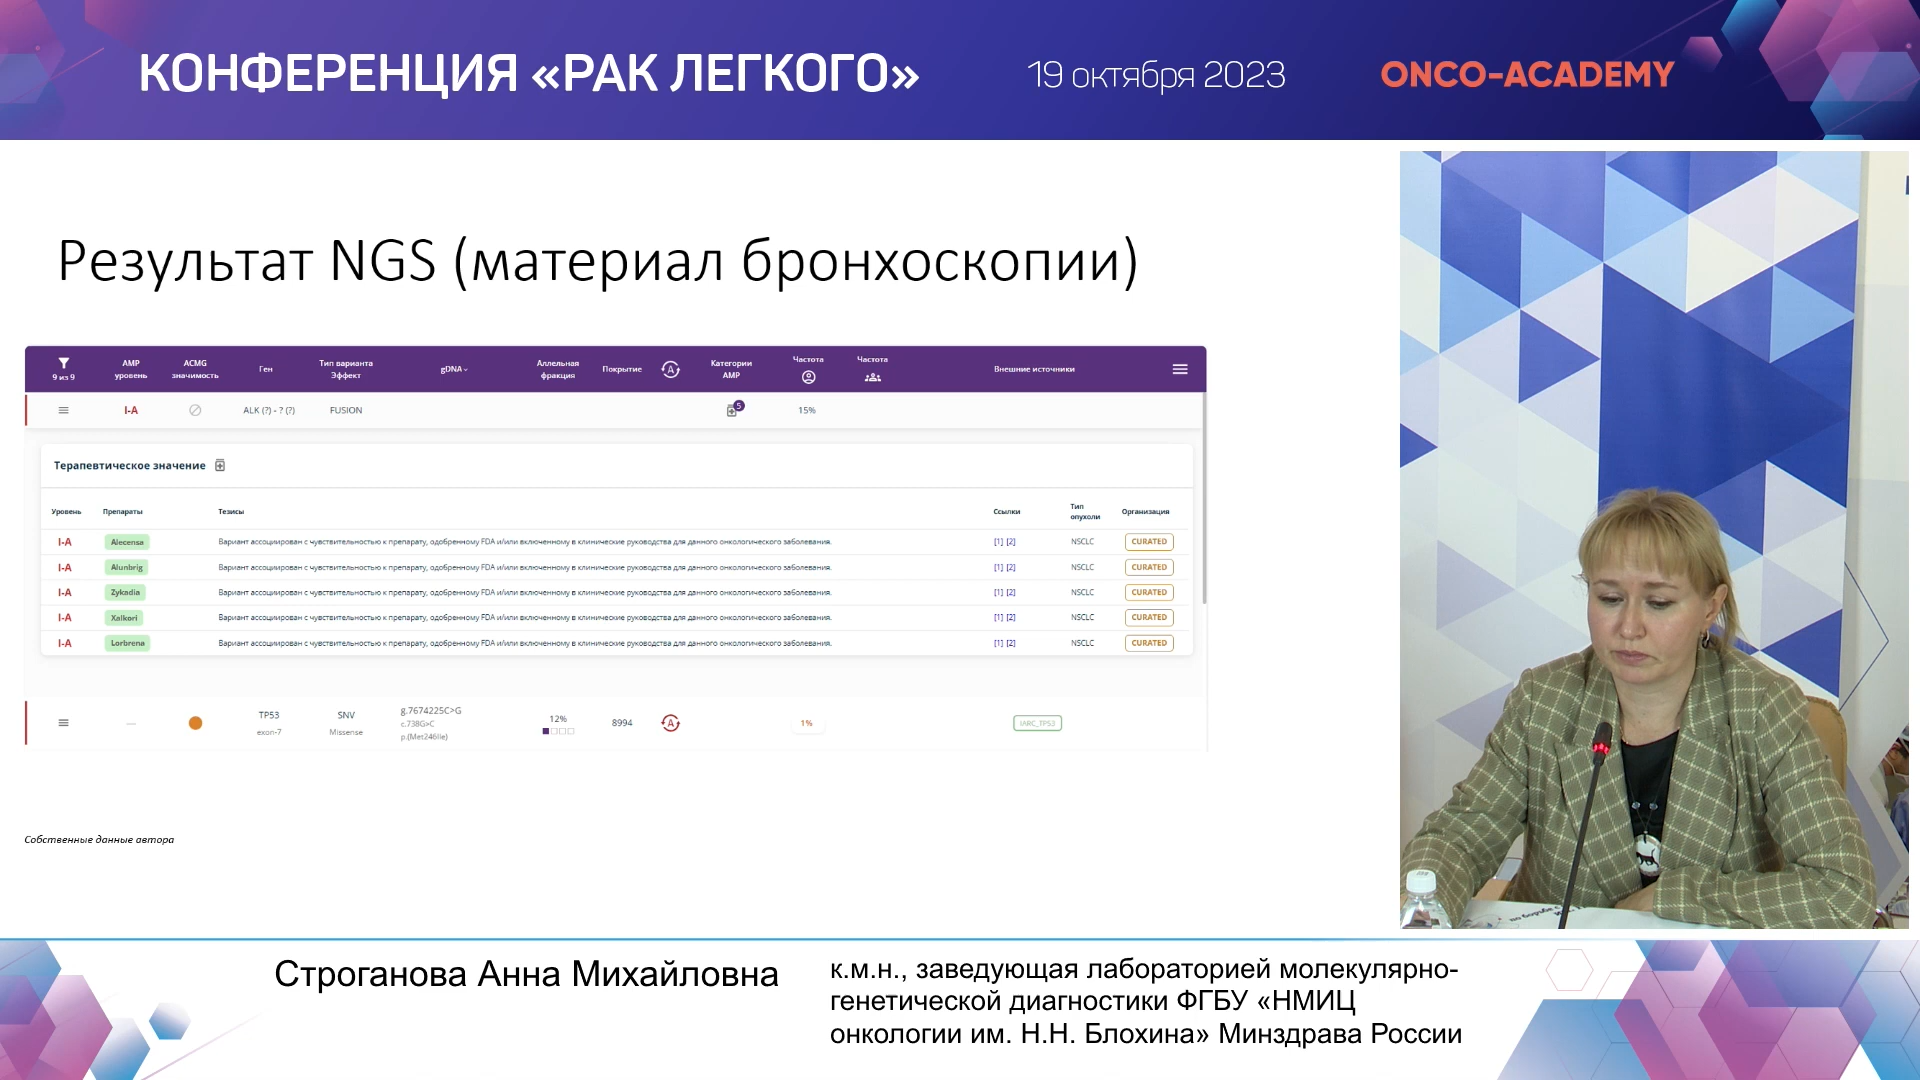 КОНФЕРЕНЦИЯ «РАК ЛЕГКОГО»
19 октября 2023
ONCO-ACADEMY
Результат NGS (материал бронхоскопии)
9 из 9
AMP уровень
ACMG значимость
Ген
Тип варианта Эффект
gDNA
Аллельная фракция
Покрытие
A
Категории AMP
Частота
Частота
Внешние источники
I-A ALK (?) - ? (?) FUSION 5 15%
Терапевтическое значение
Уровень Препараты Тезисы Ссылки Тип опухоли Организация
I-A Alecensa Вариант ассоциирован с чувствительностью к препарату, одобренному FDA и/или включенному в клинические руководства для данного онкологического заболевания. [1] [2] NSCLC CURATED
I-A Alunbrig Вариант ассоциирован с чувствительностью к препарату, одобренному FDA и/или включенному в клинические руководства для данного онкологического заболевания. [1] [2] NSCLC CURATED
I-A Zykadia Вариант ассоциирован с чувствительностью к препарату, одобренному FDA и/или включенному в клинические руководства для данного онкологического заболевания. [1] [2] NSCLC CURATED
I-A Xalkori Вариант ассоциирован с чувствительностью к препарату, одобренному FDA и/или включенному в клинические руководства для данного онкологического заболевания. [1] [2] NSCLC CURATED
I-A Lorbrena Вариант ассоциирован с чувствительностью к препарату, одобренному FDA и/или включенному в клинические руководства для данного онкологического заболевания. [1] [2] NSCLC CURATED
— TP53 SNV g.7674225C>G 12% 8994 A 1% IARC_TP53
exon-7 Missense c.738G>C
p.(Met246Ile)
Собственные данные автора
Строганова Анна Михайловна
к.м.н., заведующая лабораторией молекулярно-
генетической диагностики ФГБУ «НМИЦ
онкологии им. Н.Н. Блохина» Минздрава России